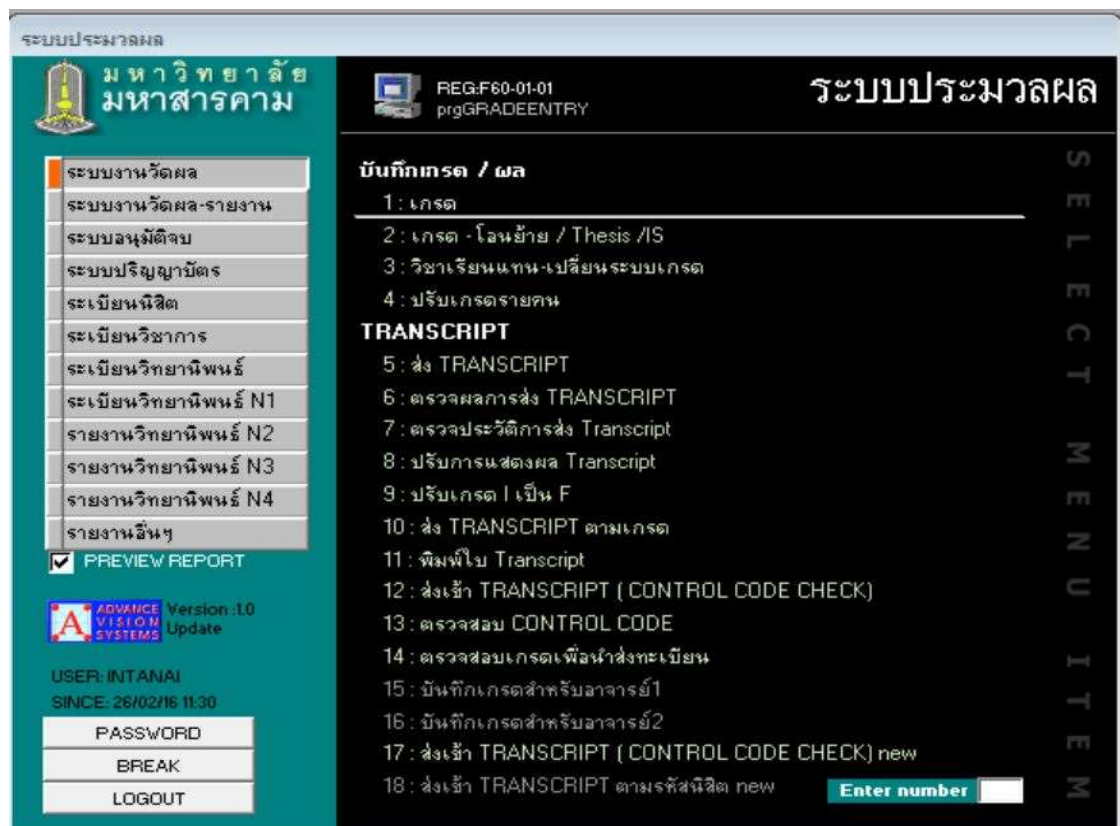 ระบบประมวลผล
มหาวิทยาลัย
มหาสารคาม
ระบบงานวัดผล
ระบบงานวัดผล-รายงาน
ระบบอนุมัติจบ
ระบบปริญญาบัตร
ระเบียนนิสิต
ระเบียนวิชาการ
ระเบียนวิทยานิพนธ์
ระเบียนวิทยานิพนธ์ N1
รายงานวิทยานิพนธ์ N2
รายงานวิทยานิพนธ์ N3
รายงานวิทยานิพนธ์ N4
รายงานอื่นๆ
PREVIEW REPORT
A ADVANCE
VISION
SYSTEMS
Version :1.0
Update
USER: INTANAI
SINCE: 26/02/16 11:30
PASSWORD
BREAK
LOGOUT
REG:F60-01-01
prgGRADEENTRY
ระบบประมวลผล
บันทึกเกรด / ผล
1 : เกรด
2 : เกรด - โอนย้าย / Thesis /IS
3 : วิชาเรียนแทน-เปลี่ยนระบบเกรด
4 : ปรับเกรดรายคน
TRANSCRIPT
5 : ส่ง TRANSCRIPT
6 : ตรวจผลการส่ง TRANSCRIPT
7 : ตรวจประวัติการส่ง Transcript
8 : ปรับการแสดงผล Transcript
9 : ปรับเกรด I เป็น F
10 : ส่ง TRANSCRIPT ตามเกรด
11 : พิมพ์ใบ Transcript
12 : ส่งเข้า TRANSCRIPT ( CONTROL CODE CHECK)
13 : ตรวจสอบ CONTROL CODE
14 : ตรวจสอบเกรดเพื่อนำส่งทะเบียน
15 : บันทึกเกรดสำหรับอาจารย์1
16 : บันทึกเกรดสำหรับอาจารย์2
17 : ส่งเข้า TRANSCRIPT ( CONTROL CODE CHECK) new
18 : ส่งเข้า TRANSCRIPT ตามรหัสนิสิต new
Enter number
SELECT MENU ITEM